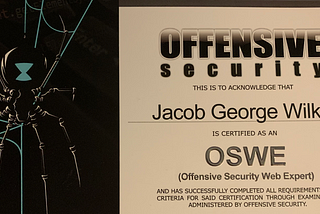 OFFENSIVE
security
THIS IS TO ACKNOWLEDGE THAT
Jacob George Wilk
IS CERTIFIED AS AN
OSWE
(Offensive Security Web Expert)
AND HAS SUCCESSFULLY COMPLETED ALL REQUIREMENT
CRITERIA FOR SAID CERTIFICATION THROUGH EXAMIN
ADMINISTERED BY OFFENSIVE SECURITY.